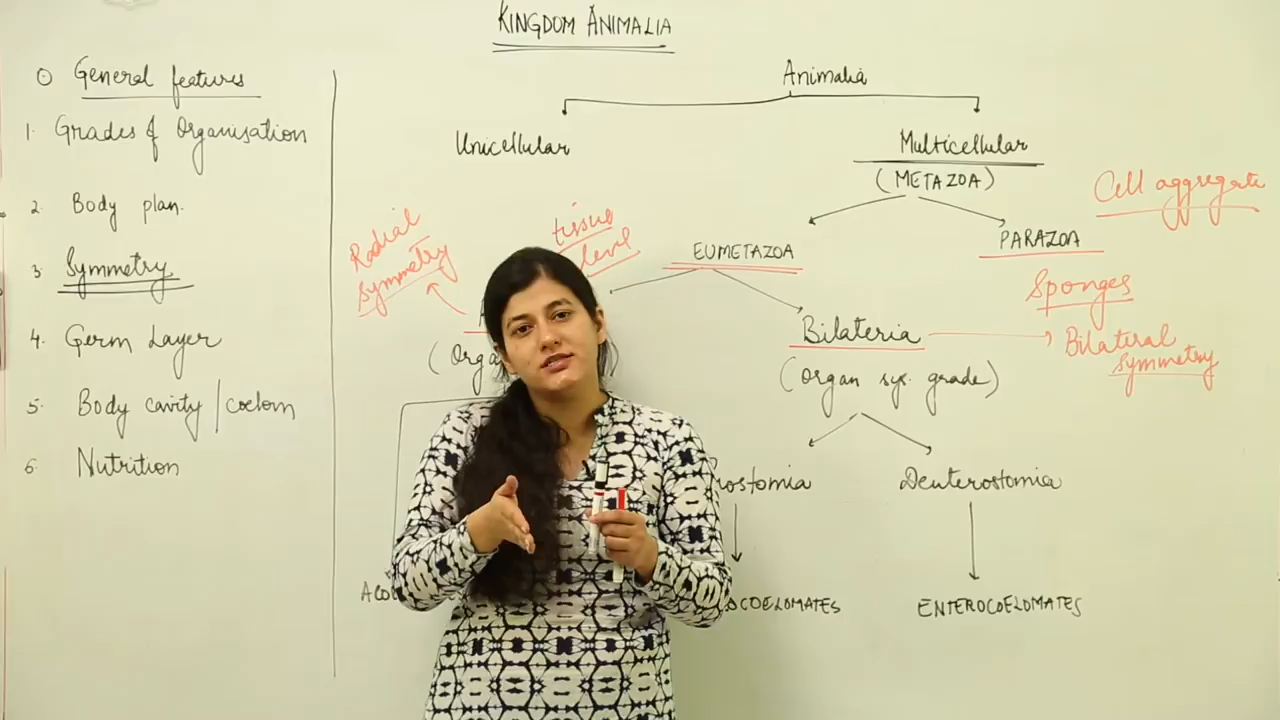 KINGDOM ANIMALIA
General features
1. Grades of Organisation
2. Body plan.
3. Symmetry
4. Germ Layer
5. Body cavity / coelom
6. Nutrition
Animalia
Unicellular
Multicellular
(METAZOA)
Cell aggregate
Radial
symmetry
tissue
level
EUMETAZOA
PARAZOA
Sponges
Bilateria
Bilateral
symmetry
(Organ sys. grade)
Deuterostomia
ENTEROCOELOMATES